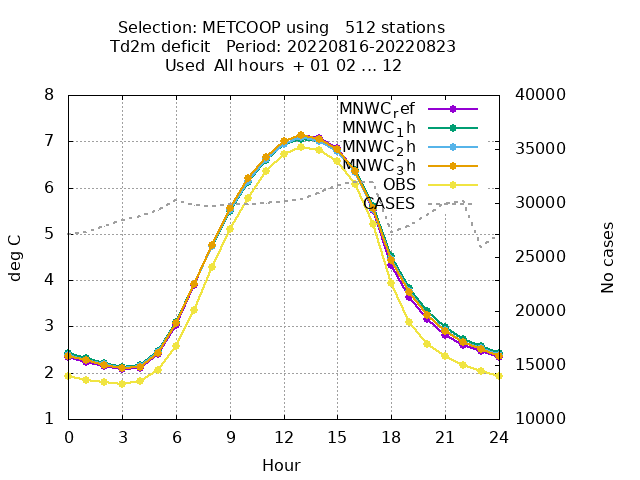 Selection: METCOOP using   512 stations
Td2m deficit   Period: 20220816-20220823
Used  All hours  + 01 02 ... 12
8
7
6
5
4
3
2
1
40000
35000
30000
25000
20000
15000
10000
MNWC_ref
MNWC_1h
MNWC_2h
MNWC_3h
OBS
CASES
deg C
No cases
0 3 6 9 12 15 18 21 24
Hour